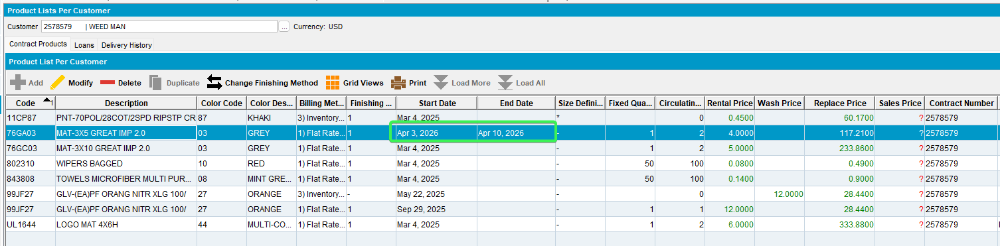 Product Lists Per Customer
Customer 2578579 | WEED MAN ... Currency: USD
Contract Products Loans Delivery History
Product List Per Customer
Add Modify Delete Duplicate Change Finishing Method Grid Views Print Load More Load All
Code 1 Description Color Code Color Des... Billing Met... Finishing ... Start Date End Date Size Defini... Fixed Qua... Circulatin... Rental Price Wash Price Replace Price Sales Price Contract Number
11CP87 PNT-70POL/28COT/2SPD RIPSTP CR 87 KHAKI 3) Inventory... 1 Mar 4, 2025 * 0 0.4500 60.1700 ? 2578579
76GA03 MAT-3X5 GREAT IMP 2.0 03 GREY 1) Flat Rate... 1 Apr 3, 2026 Apr 10, 2026 - 1 2 4.0000 117.2100 ? 2578579
76GC03 MAT-3X10 GREAT IMP 2.0 03 GREY 1) Flat Rate... 1 Mar 4, 2025 - 1 2 5.0000 233.8600 ? 2578579
802310 WIPERS BAGGED 10 RED 1) Flat Rate... 1 Mar 4, 2025 - 50 100 0.0800 0.4900 ? 2578579
843808 TOWELS MICROFIBER MULTI PUR... 08 MINT GRE... 1) Flat Rate... 1 Mar 4, 2025 - 50 100 0.1400 0.9000 ? 2578579
99JF27 GLV-(EA)PF ORANG NITR XLG 100/ 27 ORANGE 3) Inventory... - May 22, 2025 - 0 12.0000 28.4400 ? 2578579
99JF27 GLV-(EA)PF ORANG NITR XLG 100/ 27 ORANGE 1) Flat Rate... 1 Sep 29, 2025 - 1 1 12.0000 28.4400 ? 2578579
UL1644 LOGO MAT 4X6H 44 MULTI-CO... 1) Flat Rate... 1 Mar 4, 2025 - 1 2 6.0000 333.8800 ? 2578579